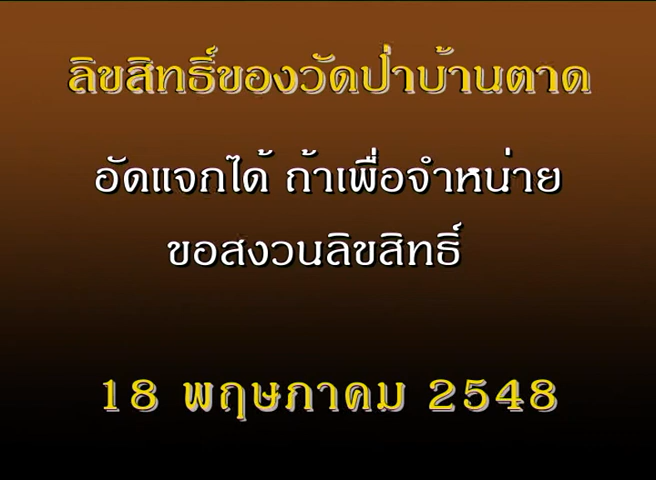 ลิขสิทธิ์ของวัดป่าบ้านตาด
อัดแจกได้ ถ้าเพื่อจำหน่าย
ขอสงวนลิขสิทธิ์
18 พฤษภาคม 2548